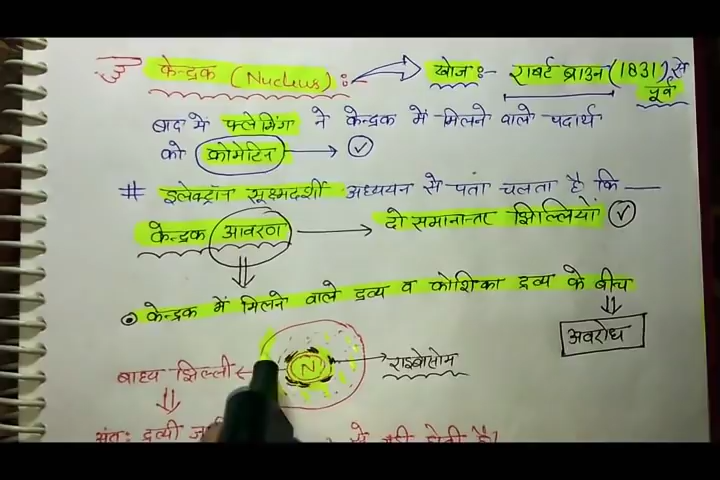 केन्द्रक (Nucleus) :- → खोज :- राबर्ट ब्राउन (1831) से पूर्व
बाद में फ्लेमिंग ने केन्द्रक में मिलने वाले पदार्थ
को क्रोमेटिन → ✓
# इलेक्ट्रान सूक्ष्मदर्शी अध्ययन से पता चलता है कि —
केन्द्रक आवरण → दो समानान्तर झिल्लियों ✓
• केन्द्रक में मिलने वाले द्रव्य व कोशिका द्रव्य के बीच
अवरोध
बाध्य झिल्ली ← N → राइबोसोम
अंतः द्रव्यी